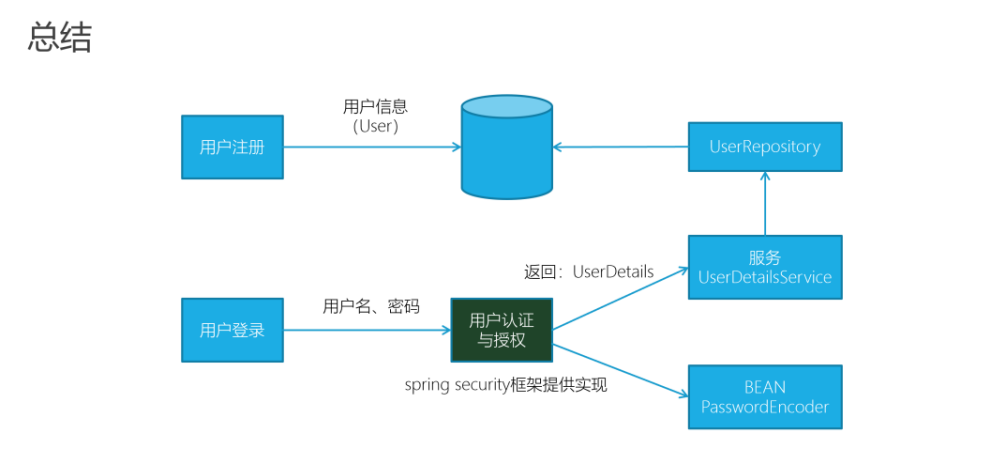 总结
用户信息
（User）
用户注册
UserRepository
服务
UserDetailsService
返回：UserDetails
用户名、密码
用户登录
用户认证
与授权
spring security框架提供实现
BEAN
PasswordEncoder